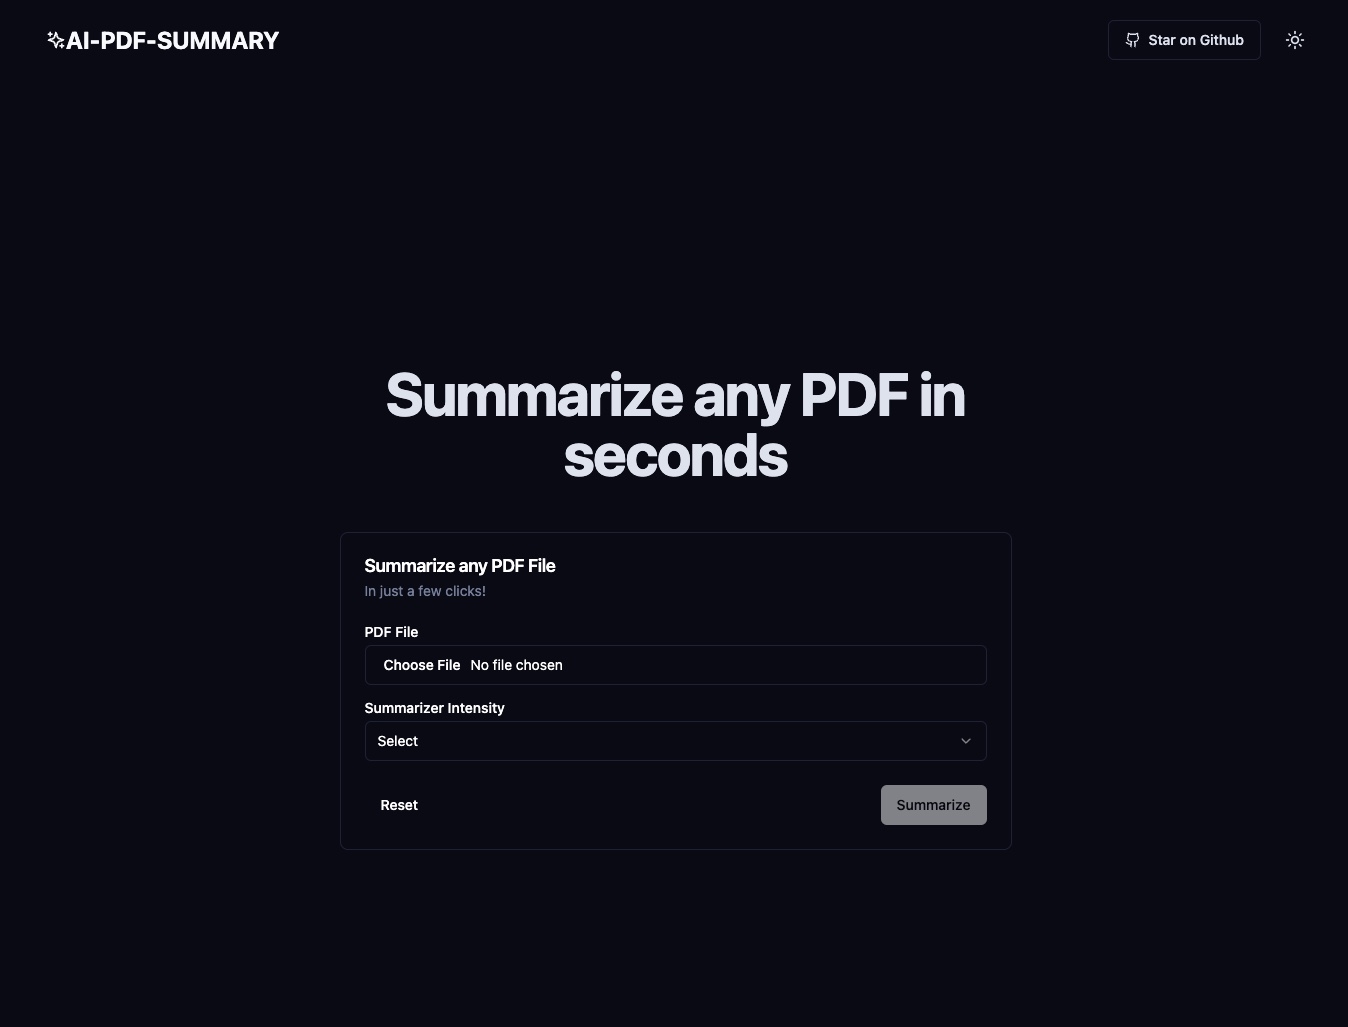 AI-PDF-SUMMARY
Star on Github
Summarize any PDF in
seconds
Summarize any PDF File
In just a few clicks!
PDF File
Choose File No file chosen
Summarizer Intensity
Select
Reset
Summarize